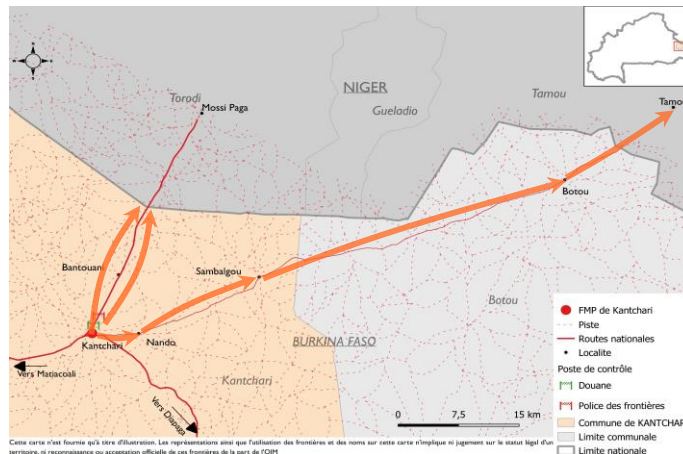 NIGER
Torodi
Mossi Paga
Gueladio
Tamou
Tamou
Botou
Bantouani
Sambalgou
Botou
Kantchari
Nando
BURKINA FASO
Vers Matiacoali
Kantchari
Vers Diapaga
0 7,5 15 km
FMP de Kantchari
Piste
Routes nationales
Localite
Poste de contrôle
Douane
Police des frontières
Commune de KANTCHAR
Limite communale
Limite nationale
Cette carte n'est fournie qu'à titre d'illustration. Les représentations ainsi que l'utilisation des frontières et des noms sur cette carte n'implique ni jugement sur le statut légal d'un
territoire, ni reconnaissance ou acceptation officielle de ces frontières de la part de l'OIM